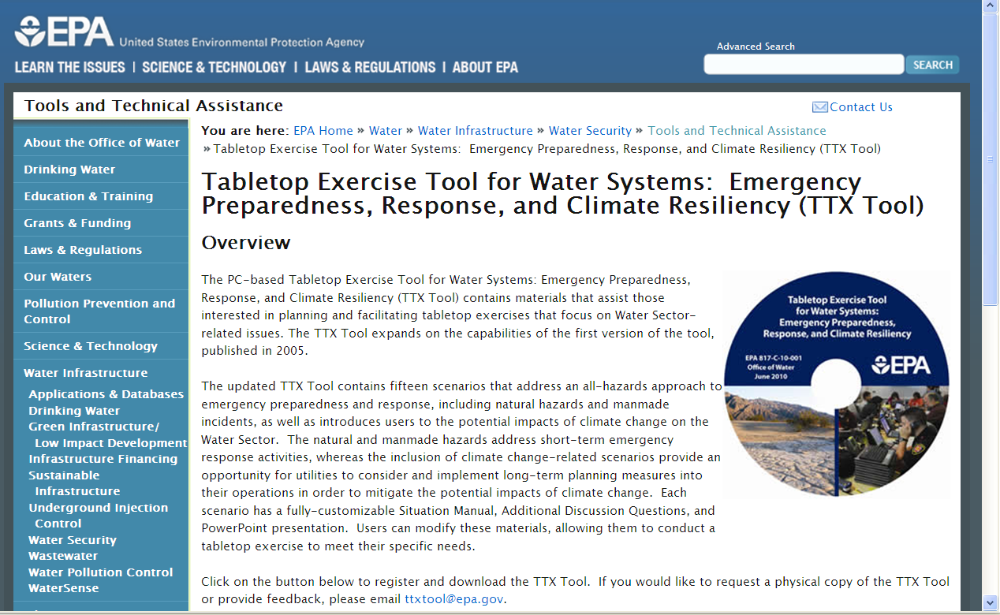 EPA United States Environmental Protection Agency
LEARN THE ISSUES | SCIENCE & TECHNOLOGY | LAWS & REGULATIONS | ABOUT EPA
Advanced Search
SEARCH
Tools and Technical Assistance
Contact Us
About the Office of Water
Drinking Water
Education & Training
Grants & Funding
Laws & Regulations
Our Waters
Pollution Prevention and
Control
Science & Technology
Water Infrastructure
Applications & Databases
Drinking Water
Green Infrastructure/
Low Impact Development
Infrastructure Financing
Sustainable
Infrastructure
Underground Injection
Control
Water Security
Wastewater
Water Pollution Control
WaterSense
You are here: EPA Home » Water » Water Infrastructure » Water Security » Tools and Technical Assistance
» Tabletop Exercise Tool for Water Systems:  Emergency Preparedness, Response, and Climate Resiliency (TTX Tool)
Tabletop Exercise Tool for Water Systems:  Emergency
Preparedness, Response, and Climate Resiliency (TTX Tool)
Overview
The PC-based Tabletop Exercise Tool for Water Systems: Emergency Preparedness,
Response, and Climate Resiliency (TTX Tool) contains materials that assist those
interested in planning and facilitating tabletop exercises that focus on Water Sector-
related issues. The TTX Tool expands on the capabilities of the first version of the tool,
published in 2005.
The updated TTX Tool contains fifteen scenarios that address an all-hazards approach to
emergency preparedness and response, including natural hazards and manmade
incidents, as well as introduces users to the potential impacts of climate change on the
Water Sector.  The natural and manmade hazards address short-term emergency
response activities, whereas the inclusion of climate change-related scenarios provide an
opportunity for utilities to consider and implement long-term planning measures into
their operations in order to mitigate the potential impacts of climate change.  Each
scenario has a fully-customizable Situation Manual, Additional Discussion Questions, and
PowerPoint presentation.  Users can modify these materials, allowing them to conduct a
tabletop exercise to meet their specific needs.
Click on the button below to register and download the TTX Tool.  If you would like to request a physical copy of the TTX Tool
or provide feedback, please email ttxtool@epa.gov.
Tabletop Exercise Tool
for Water Systems:
Emergency Preparedness,
Response, and Climate Resiliency
EPA 817-C-10-001
Office of Water
June 2010
EPA